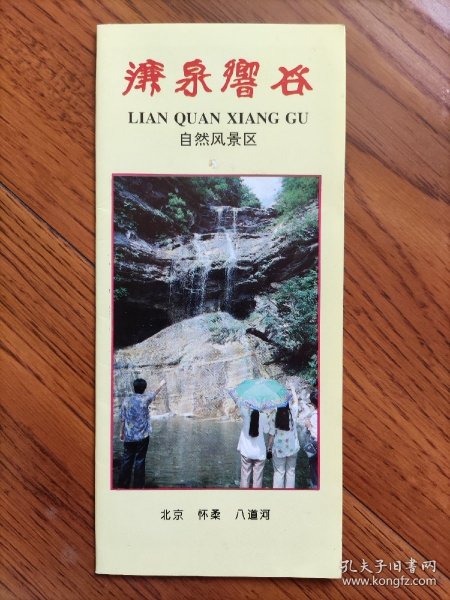 濂泉響谷
LIAN QUAN XIANG GU
自然风景区
北京 怀柔 八道河
孔夫子旧书网
www.kongfz.com